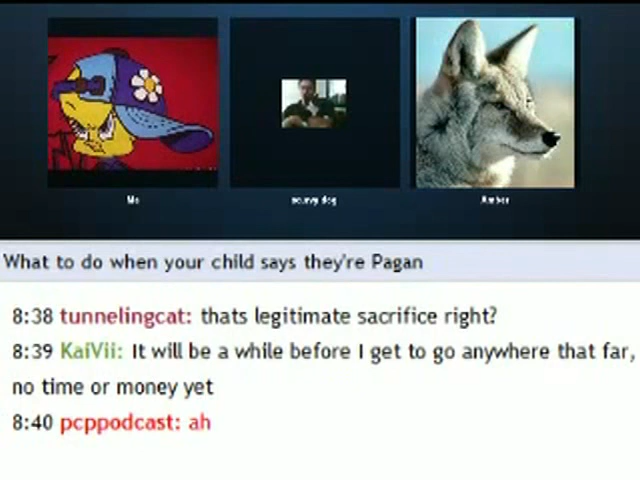 Me
scurvy dog
Amber
What to do when your child says they're Pagan
8:38 tunnelingcat: thats legitimate sacrifice right?
8:39 KaiVii: It will be a while before I get to go anywhere that far,
no time or money yet
8:40 pcppodcast: ah